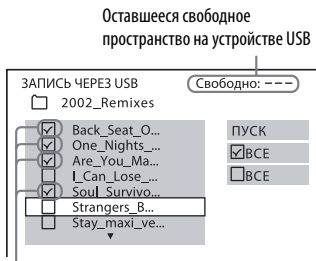 Оставшееся свободное
пространство на устройстве USB
ЗАПИСЬ ЧЕРЕЗ USB
Свободно: – – –
2002_Remixes
Back_Seat_O...
One_Nights_...
Are_You_Ma...
I_Can_Lose_...
Soul_Survivo...
Strangers_B...
Stay_maxi_ve...
ПУСК
ВСЕ
ВСЕ